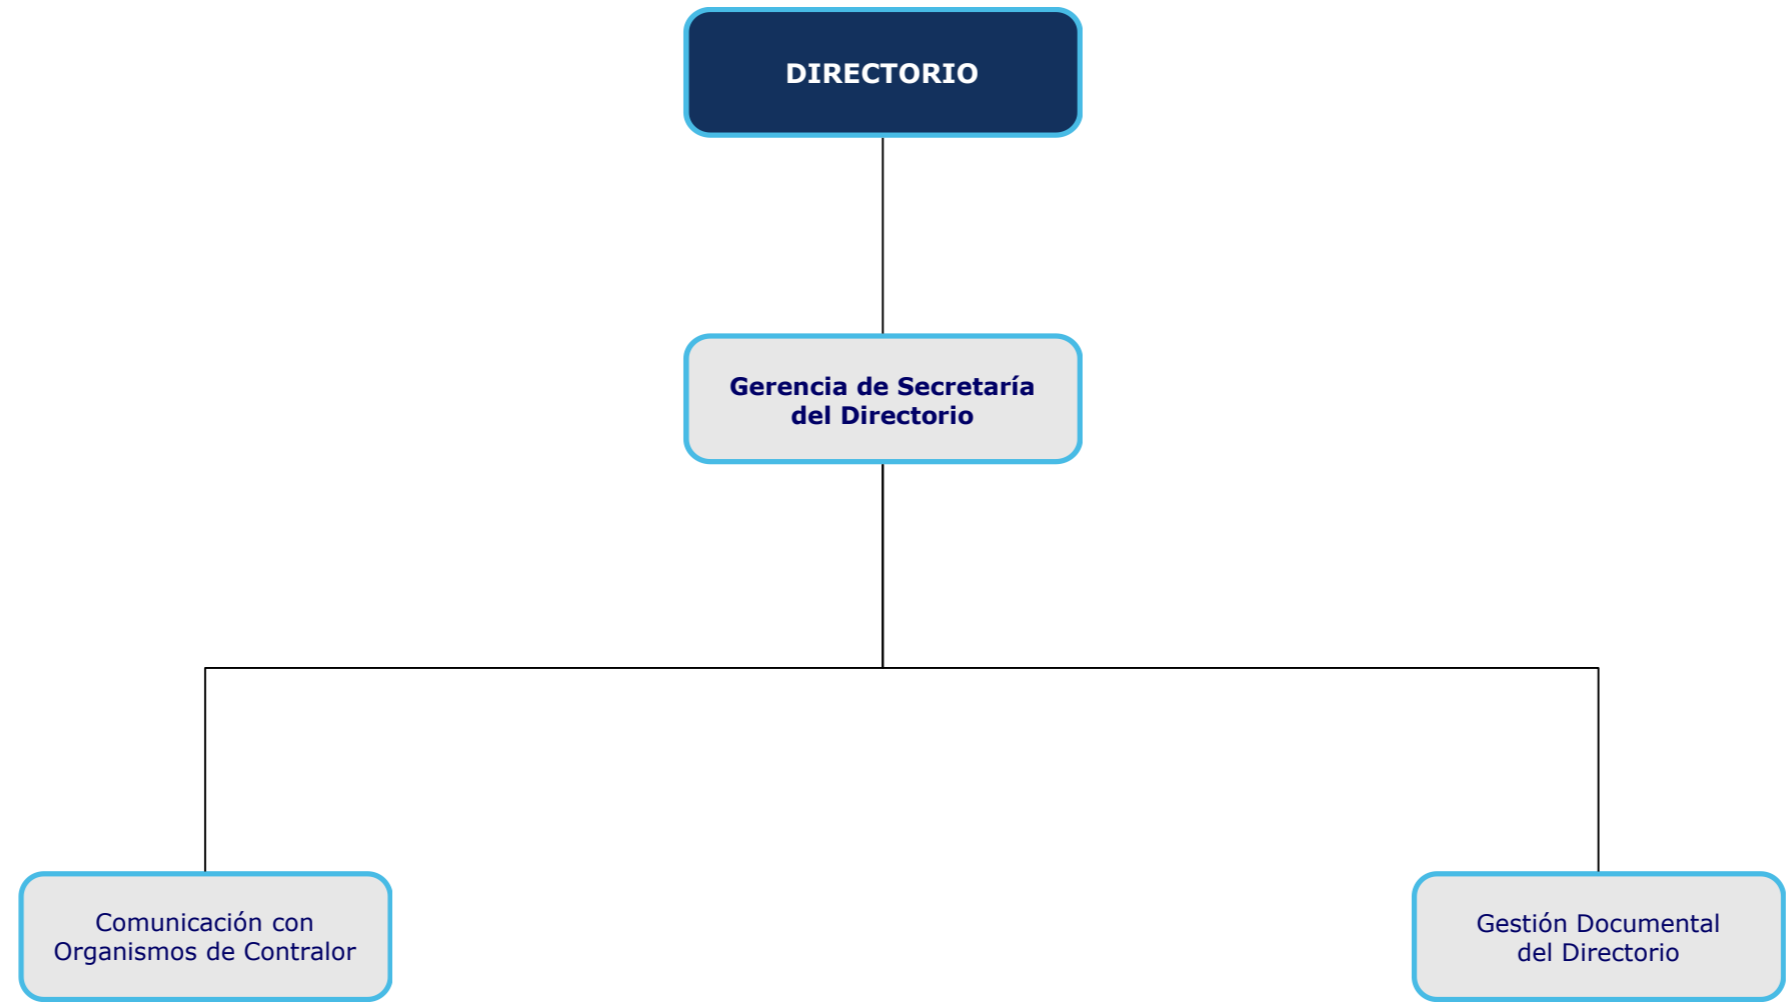 DIRECTORIO
Gerencia de Secretaría
del Directorio
Comunicación con
Organismos de Contralor
Gestión Documental
del Directorio